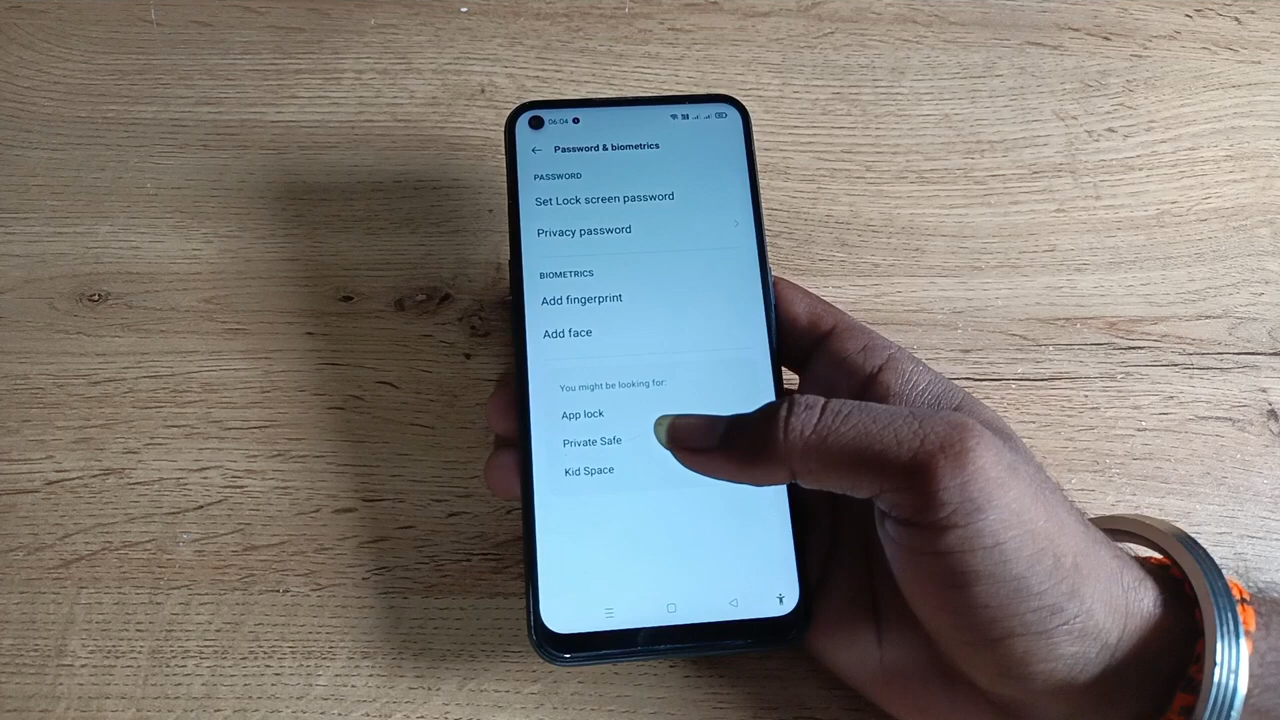 06:04
Password & biometrics
PASSWORD
Set Lock screen password
Privacy password
BIOMETRICS
Add fingerprint
Add face
You might be looking for:
App lock
Private Safe
Kid Space